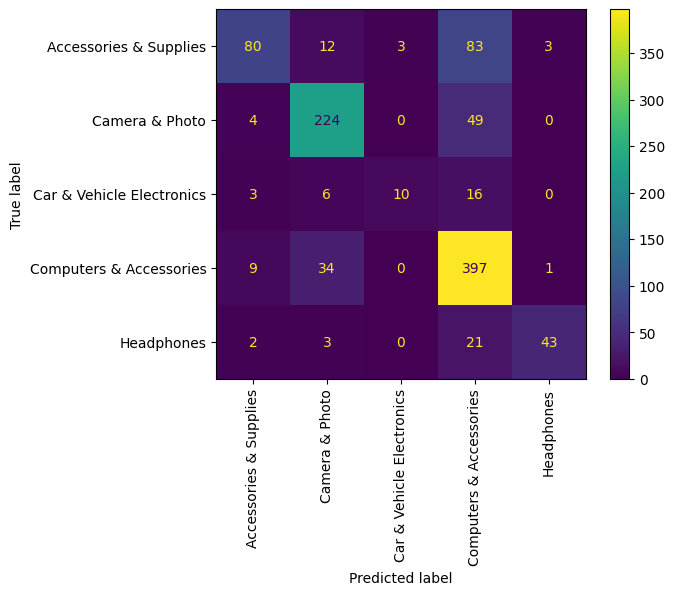 Accessories & Supplies 80 12 3 83 3
Camera & Photo 4 224 0 49 0
Car & Vehicle Electronics 3 6 10 16 0
Computers & Accessories 9 34 0 397 1
Headphones 2 3 0 21 43
True label
Accessories & Supplies
Camera & Photo
Car & Vehicle Electronics
Computers & Accessories
Headphones
Predicted label
350
300
250
200
150
100
50
0